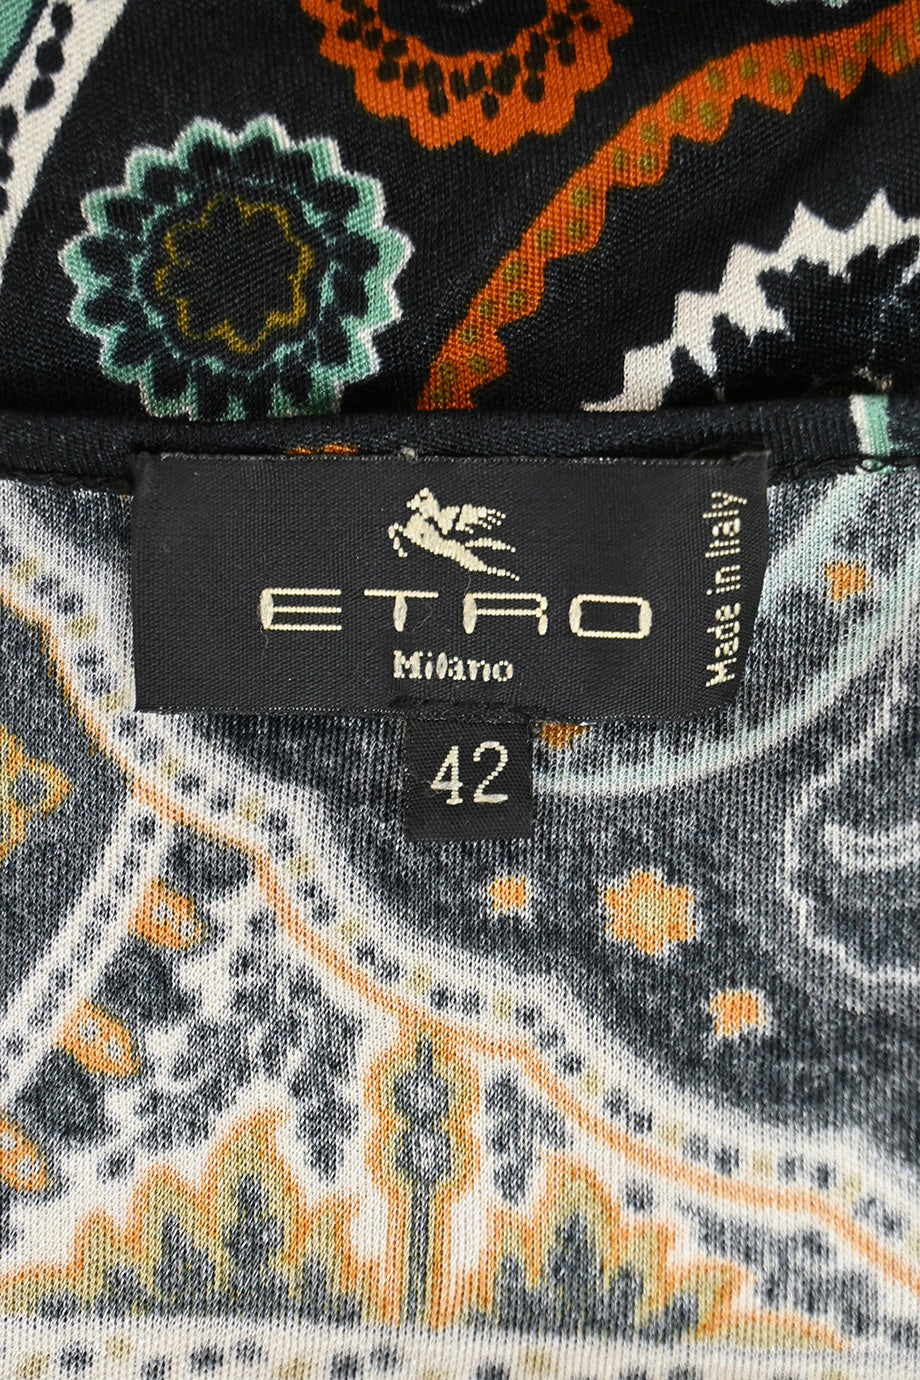 ETRO
Milano
Made in Italy
42